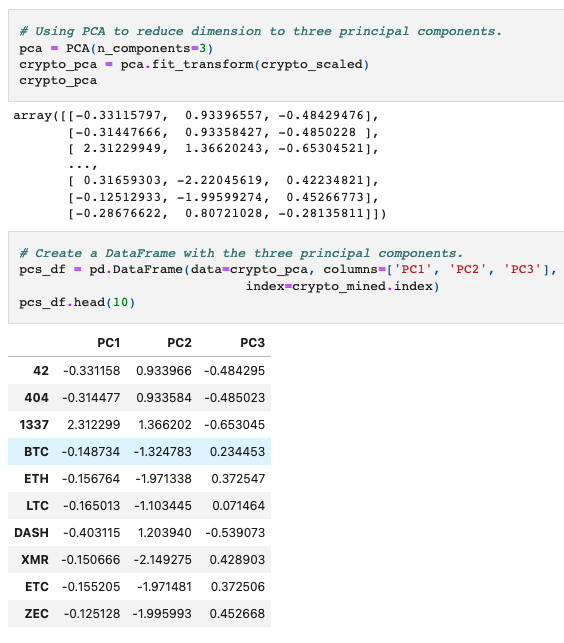 # Using PCA to reduce dimension to three principal components.
pca = PCA(n_components=3)
crypto_pca = pca.fit_transform(crypto_scaled)
crypto_pca
array([[-0.33115797,  0.93396557, -0.48429476],
       [-0.31447666,  0.93358427, -0.4850228 ],
       [ 2.31229949,  1.36620243, -0.65304521],
       ...,
       [ 0.31659303, -2.22045619,  0.42234821],
       [-0.12512933, -1.99599274,  0.45266773],
       [-0.28676622,  0.80721028, -0.28135811]])
# Create a DataFrame with the three principal components.
pcs_df = pd.DataFrame(data=crypto_pca, columns=['PC1', 'PC2', 'PC3'],
                      index=crypto_mined.index)
pcs_df.head(10)
PC1 PC2 PC3
42 -0.331158 0.933966 -0.484295
404 -0.314477 0.933584 -0.485023
1337 2.312299 1.366202 -0.653045
BTC -0.148734 -1.324783 0.234453
ETH -0.156764 -1.971338 0.372547
LTC -0.165013 -1.103445 0.071464
DASH -0.403115 1.203940 -0.539073
XMR -0.150666 -2.149275 0.428903
ETC -0.155205 -1.971481 0.372506
ZEC -0.125128 -1.995993 0.452668